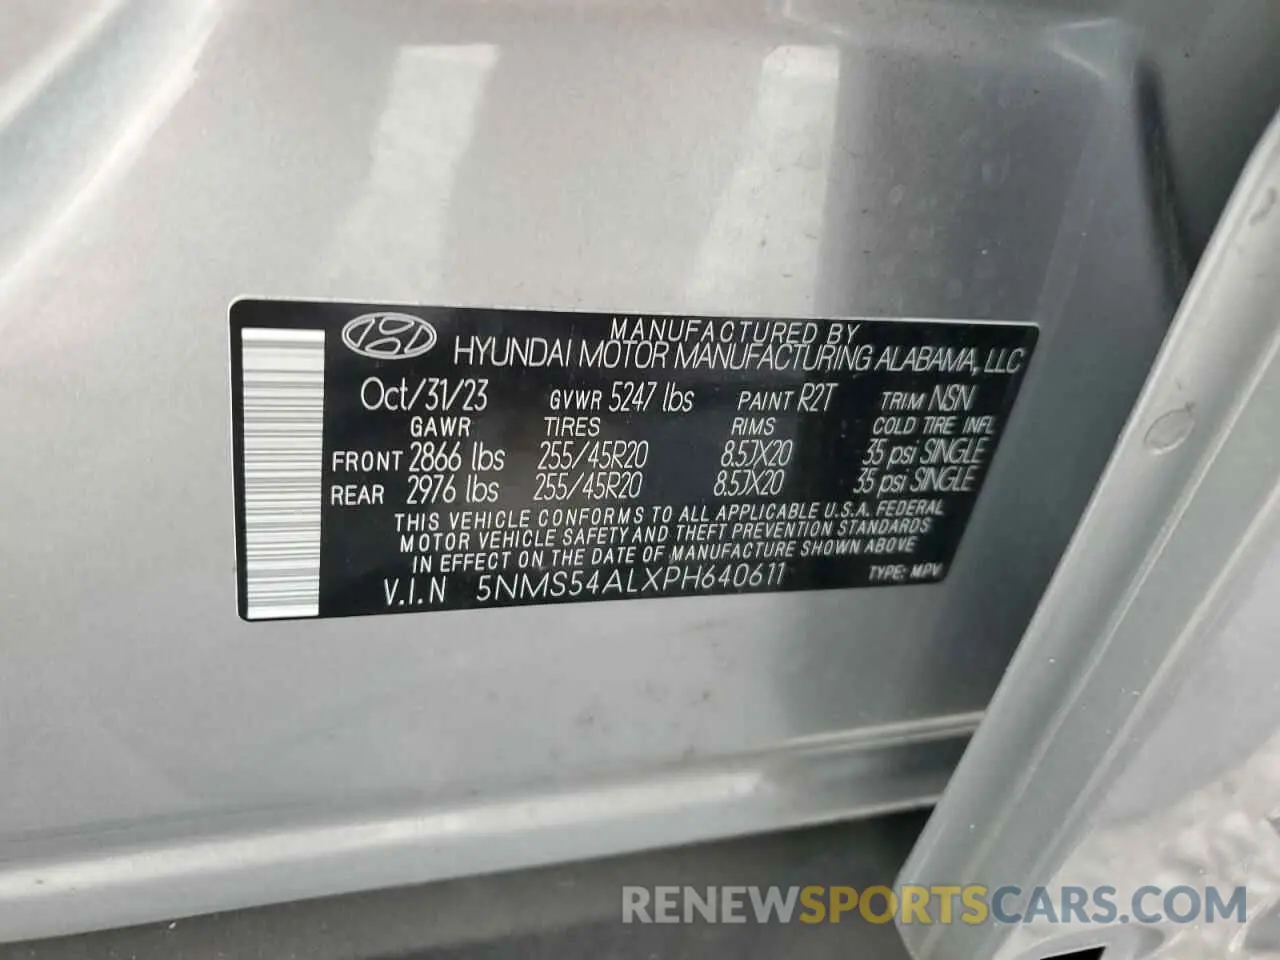 MANUFACTURED BY
HYUNDAI MOTOR MANUFACTURING ALABAMA, LLC
Oct/31/23 GVWR 5247 lbs PAINT R2T TRIM NSN
GAWR TIRES RIMS COLD TIRE INFL
FRONT 2866 lbs 255/45R20 8.5JX20 35 psi SINGLE
REAR 2976 lbs 255/45R20 8.5JX20 35 psi SINGLE
THIS VEHICLE CONFORMS TO ALL APPLICABLE U.S.A. FEDERAL
MOTOR VEHICLE SAFETY AND THEFT PREVENTION STANDARDS
IN EFFECT ON THE DATE OF MANUFACTURE SHOWN ABOVE
V.I.N 5NMS54ALXPH640611 TYPE: MPV
RENEWSPORTSCARS.COM